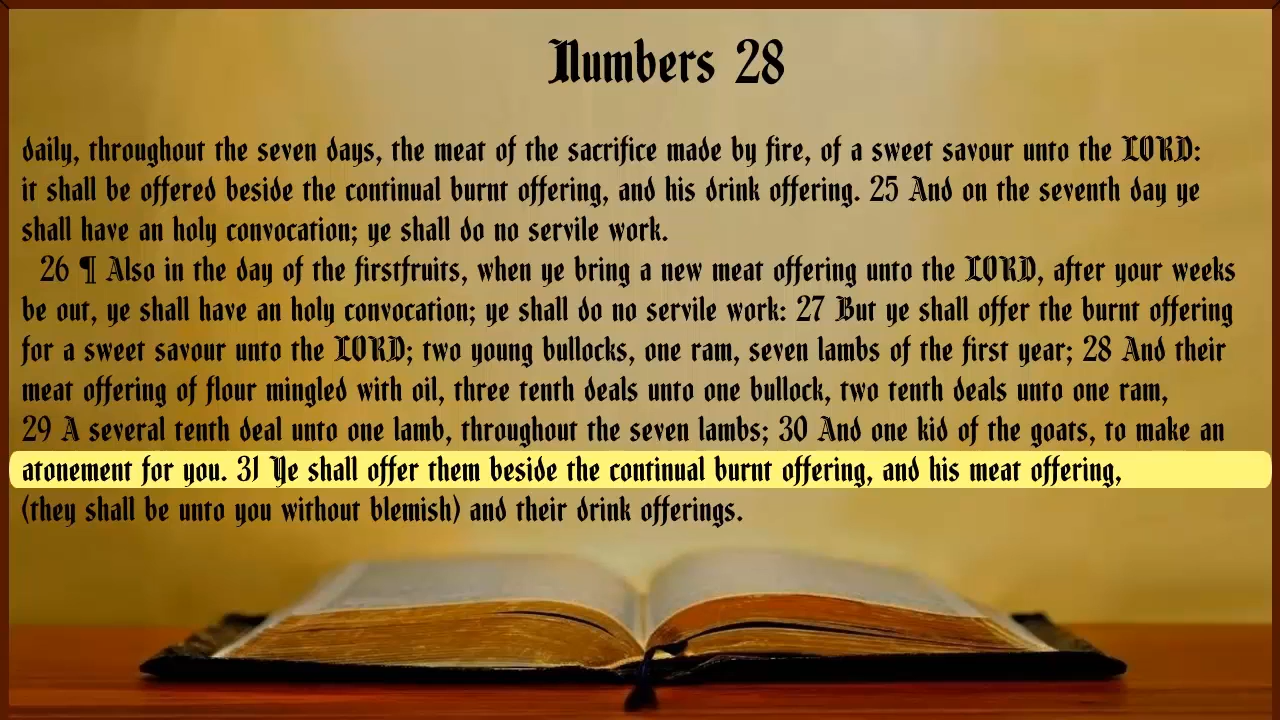 Numbers 28
daily, throughout the seven days, the meat of the sacrifice made by fire, of a sweet savour unto the LORD:
it shall be offered beside the continual burnt offering, and his drink offering. 25 And on the seventh day ye
shall have an holy convocation; ye shall do no servile work.
26 ¶ Also in the day of the firstfruits, when ye bring a new meat offering unto the LORD, after your weeks
be out, ye shall have an holy convocation; ye shall do no servile work: 27 But ye shall offer the burnt offering
for a sweet savour unto the LORD; two young bullocks, one ram, seven lambs of the first year; 28 And their
meat offering of flour mingled with oil, three tenth deals unto one bullock, two tenth deals unto one ram,
29 A several tenth deal unto one lamb, throughout the seven lambs; 30 And one kid of the goats, to make an
atonement for you. 31 Ye shall offer them beside the continual burnt offering, and his meat offering,
(they shall be unto you without blemish) and their drink offerings.